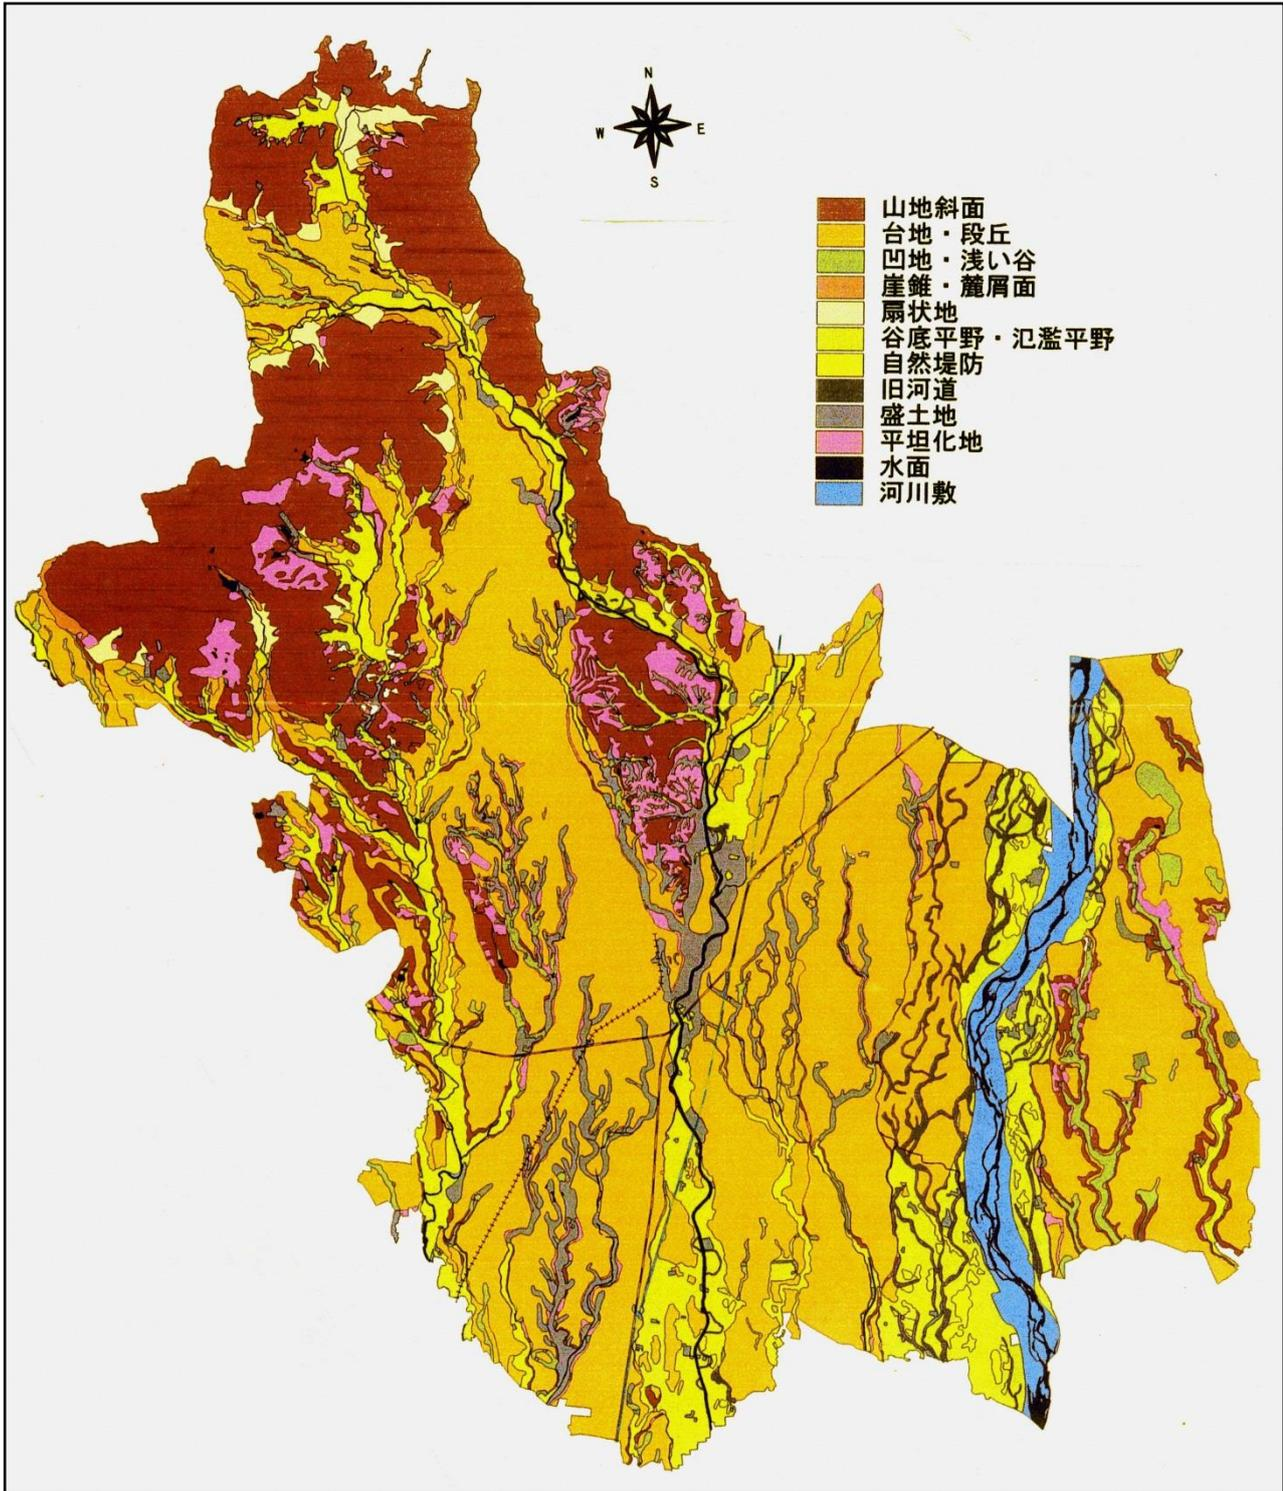 N
W E
S
山地斜面
台地・段丘
凹地・浅い谷
崖錐・麓屑面
扇状地
谷底平野・氾濫平野
自然堤防
旧河道
盛土地
平坦化地
水面
河川敷